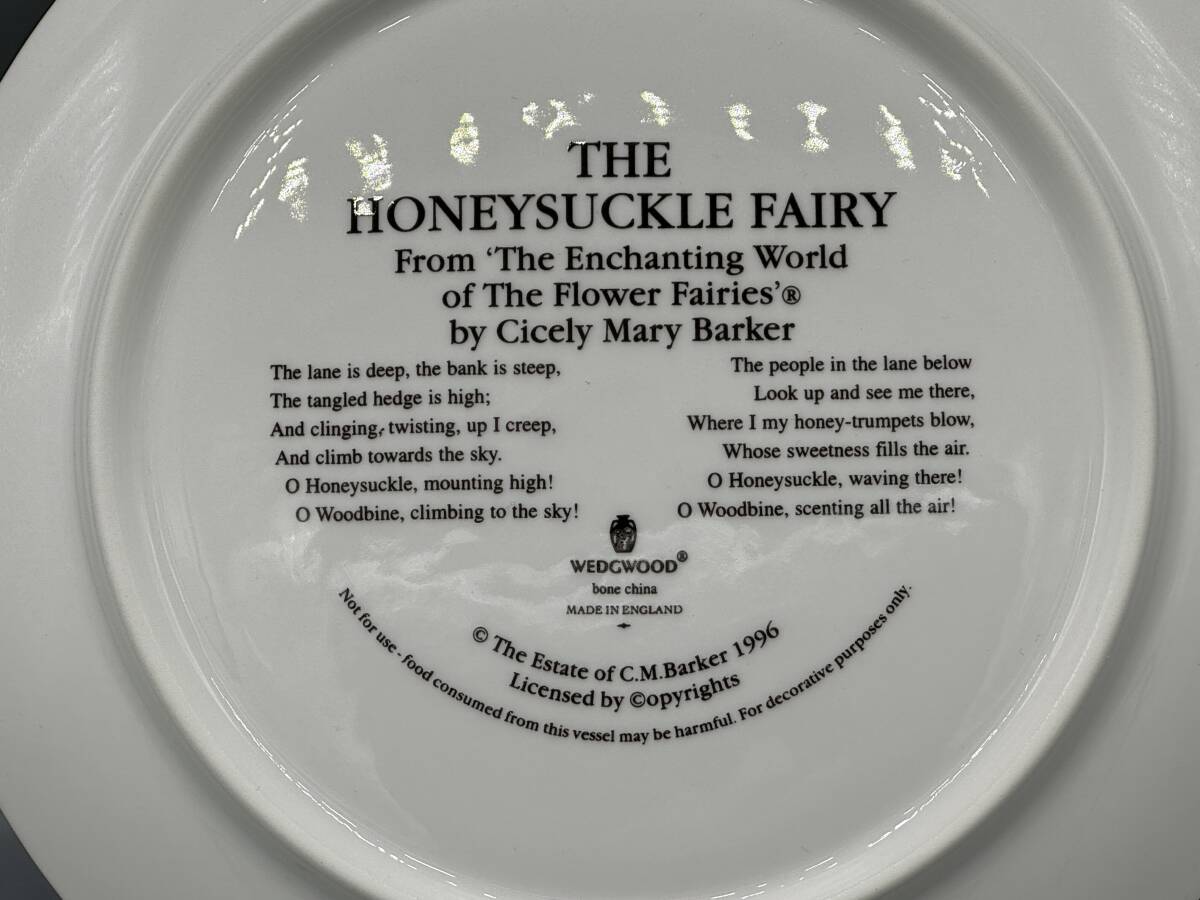 THE
HONEYSUCKLE FAIRY
From ‘The Enchanting World
of The Flower Fairies’®
by Cicely Mary Barker
The lane is deep, the bank is steep,
The tangled hedge is high;
And clinging, twisting, up I creep,
And climb towards the sky.
O Honeysuckle, mounting high!
O Woodbine, climbing to the sky!
The people in the lane below
Look up and see me there,
Where I my honey-trumpets blow,
Whose sweetness fills the air.
O Honeysuckle, waving there!
O Woodbine, scenting all the air!
WEDGWOOD®
bone china
MADE IN ENGLAND
© The Estate of C.M.Barker 1996
Licensed by ©opyrights
Not for use - food consumed from this vessel may be harmful. For decorative purposes only.